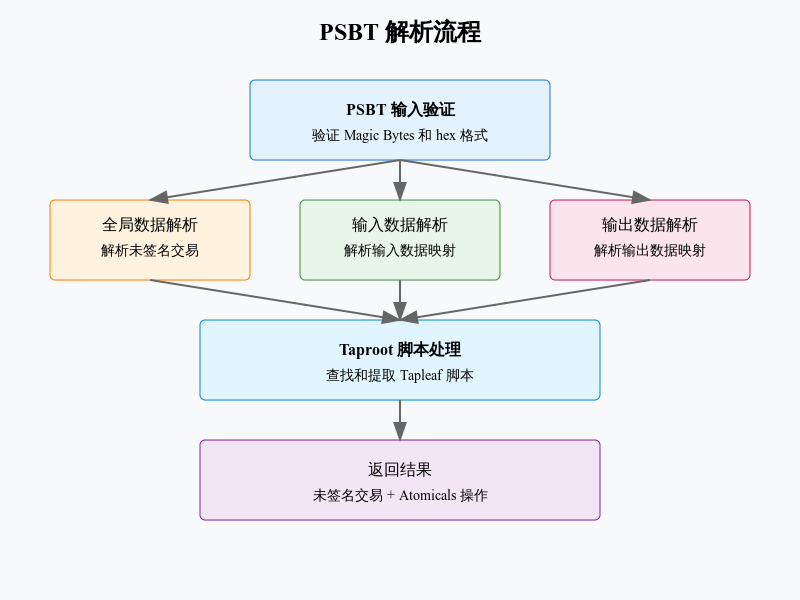 PSBT 解析流程
PSBT 输入验证
验证 Magic Bytes 和 hex 格式
全局数据解析
解析未签名交易
输入数据解析
解析输入数据映射
输出数据解析
解析输出数据映射
Taproot 脚本处理
查找和提取 Tapleaf 脚本
返回结果
未签名交易 + Atomicals 操作